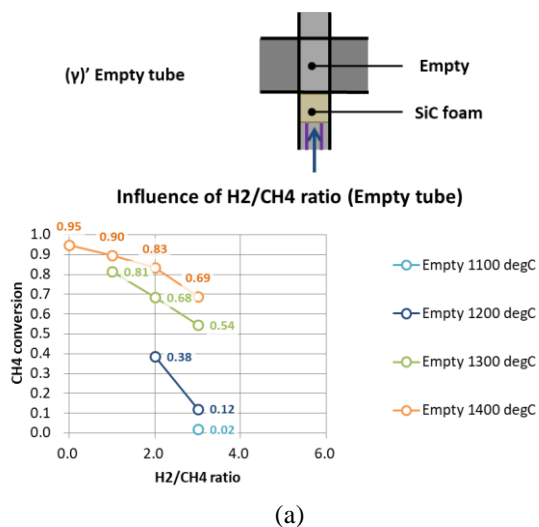 (γ)' Empty tube
Empty
SiC foam
Influence of H2/CH4 ratio (Empty tube)
0.95
0.90
0.83
0.69
0.81
0.68
0.54
0.38
0.12
0.02
1.0
0.9
0.8
0.7
0.6
0.5
0.4
0.3
0.2
0.1
0.0
CH4 conversion
0.0 2.0 4.0 6.0
H2/CH4 ratio
Empty 1100 degC
Empty 1200 degC
Empty 1300 degC
Empty 1400 degC
(a)